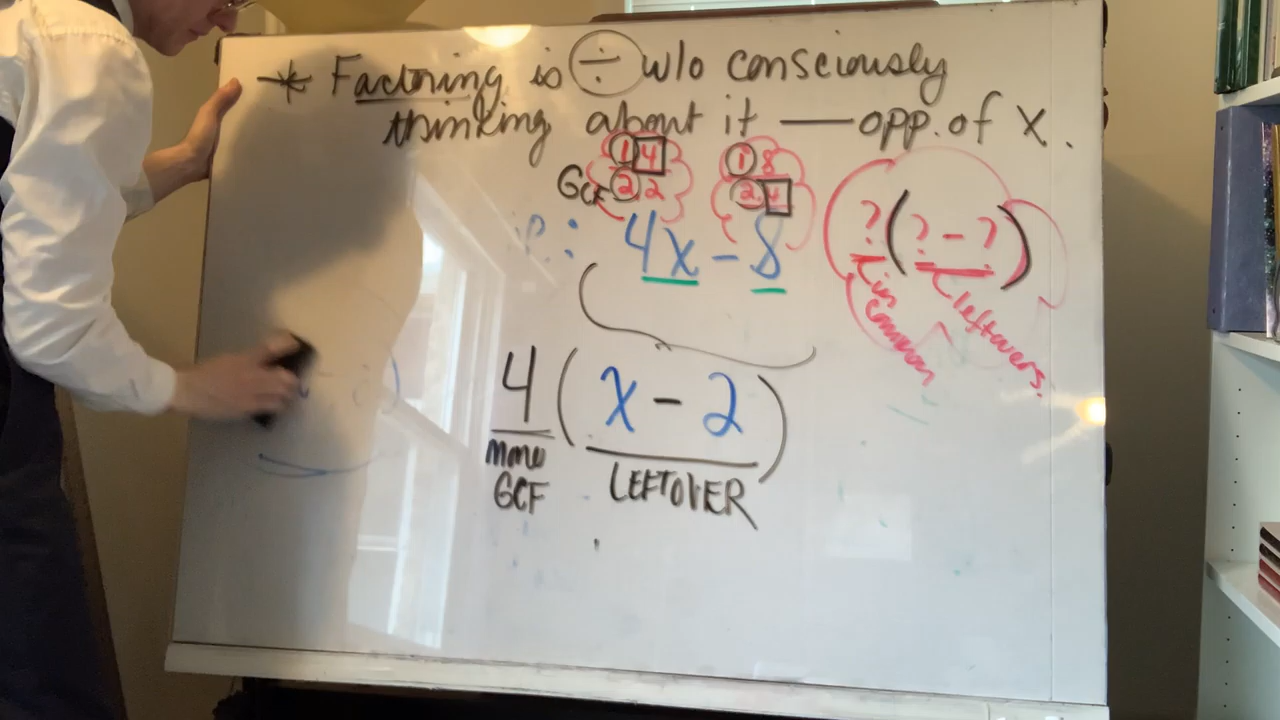 * Factoring is ÷ w/o consciously
thinking about it — opp. of x.
1 4 1 8
GCF 2 2 2 4
4x - 8
? (? - ?)
in common
leftovers.
4 (x - 2)
GCF LEFTOVER